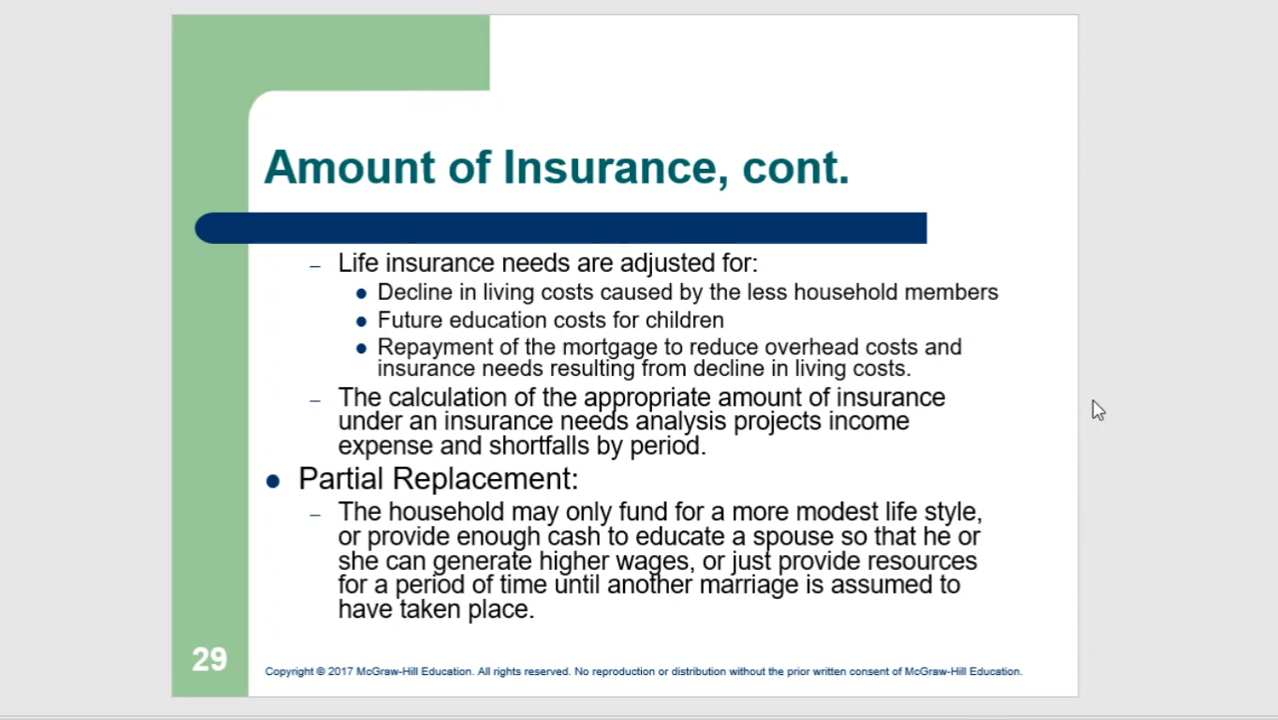 Amount of Insurance, cont.
– Life insurance needs are adjusted for:
● Decline in living costs caused by the less household members
● Future education costs for children
● Repayment of the mortgage to reduce overhead costs and
insurance needs resulting from decline in living costs.
– The calculation of the appropriate amount of insurance
under an insurance needs analysis projects income
expense and shortfalls by period.
● Partial Replacement:
– The household may only fund for a more modest life style,
or provide enough cash to educate a spouse so that he or
she can generate higher wages, or just provide resources
for a period of time until another marriage is assumed to
have taken place.
29
Copyright © 2017 McGraw-Hill Education. All rights reserved. No reproduction or distribution without the prior written consent of McGraw-Hill Education.